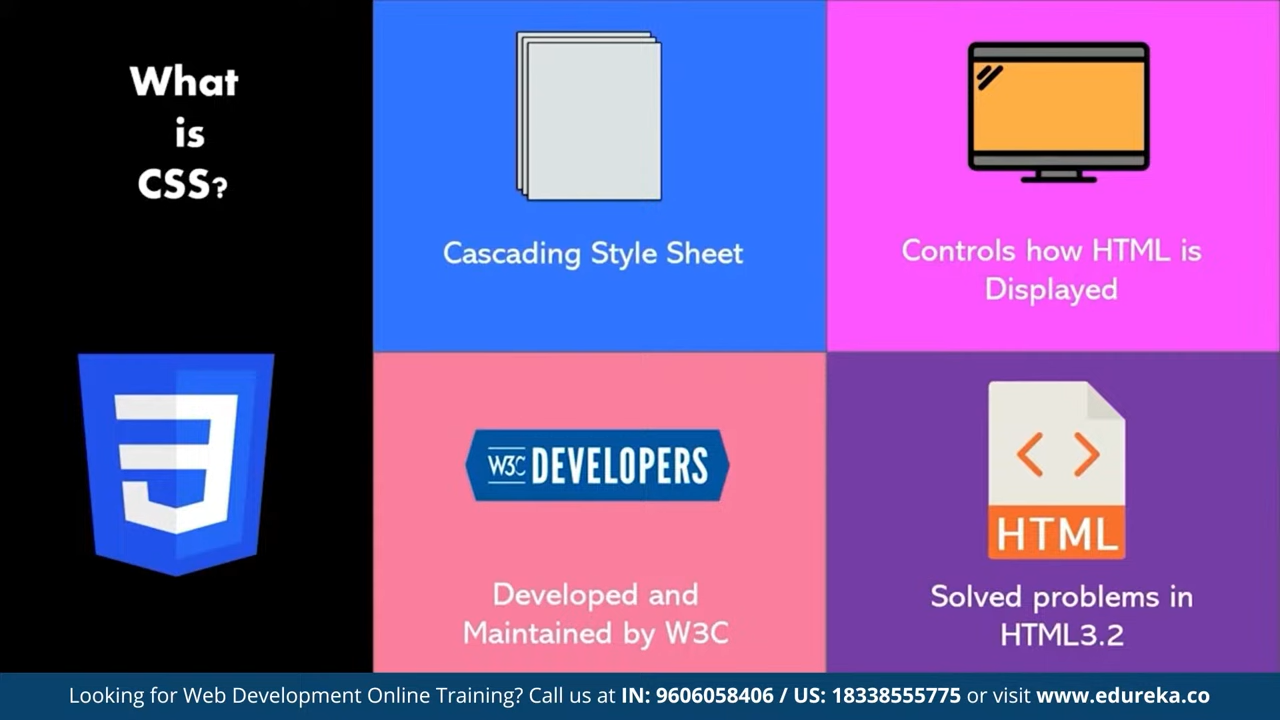 What
is
CSS?
Cascading Style Sheet
Controls how HTML is
Displayed
W3C DEVELOPERS
Developed and
Maintained by W3C
HTML
Solved problems in
HTML3.2
Looking for Web Development Online Training? Call us at IN: 9606058406 / US: 18338555775 or visit www.edureka.co